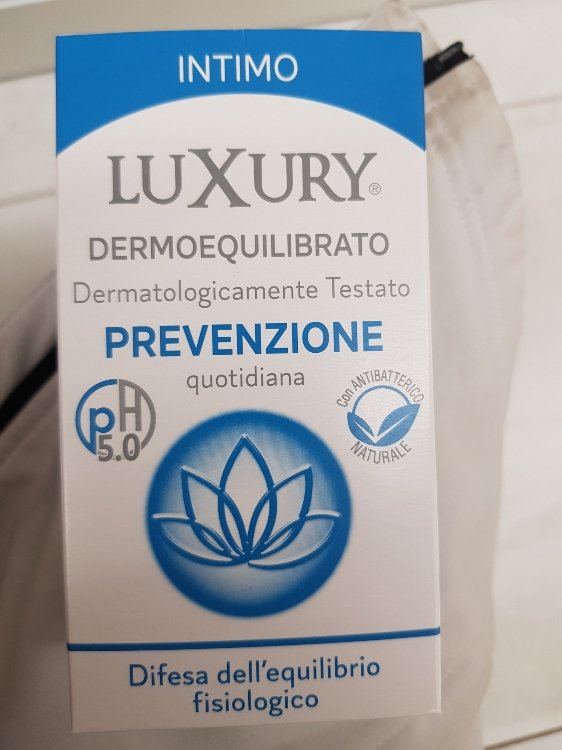 INTIMO
LUXURY®
DERMOEQUILIBRATO
Dermatologicamente Testato
PREVENZIONE
quotidiana
pH
5.0
Con ANTIBATTERICO
NATURALE
Difesa dell'equilibrio
fisiologico